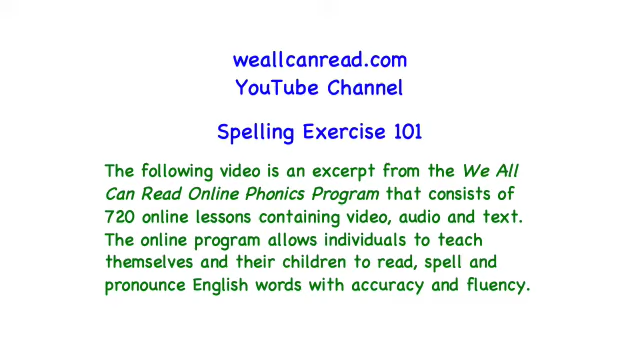 weallcanread.com
YouTube Channel
Spelling Exercise 101
The following video is an excerpt from the We All
Can Read Online Phonics Program that consists of
720 online lessons containing video, audio and text.
The online program allows individuals to teach
themselves and their children to read, spell and
pronounce English words with accuracy and fluency.